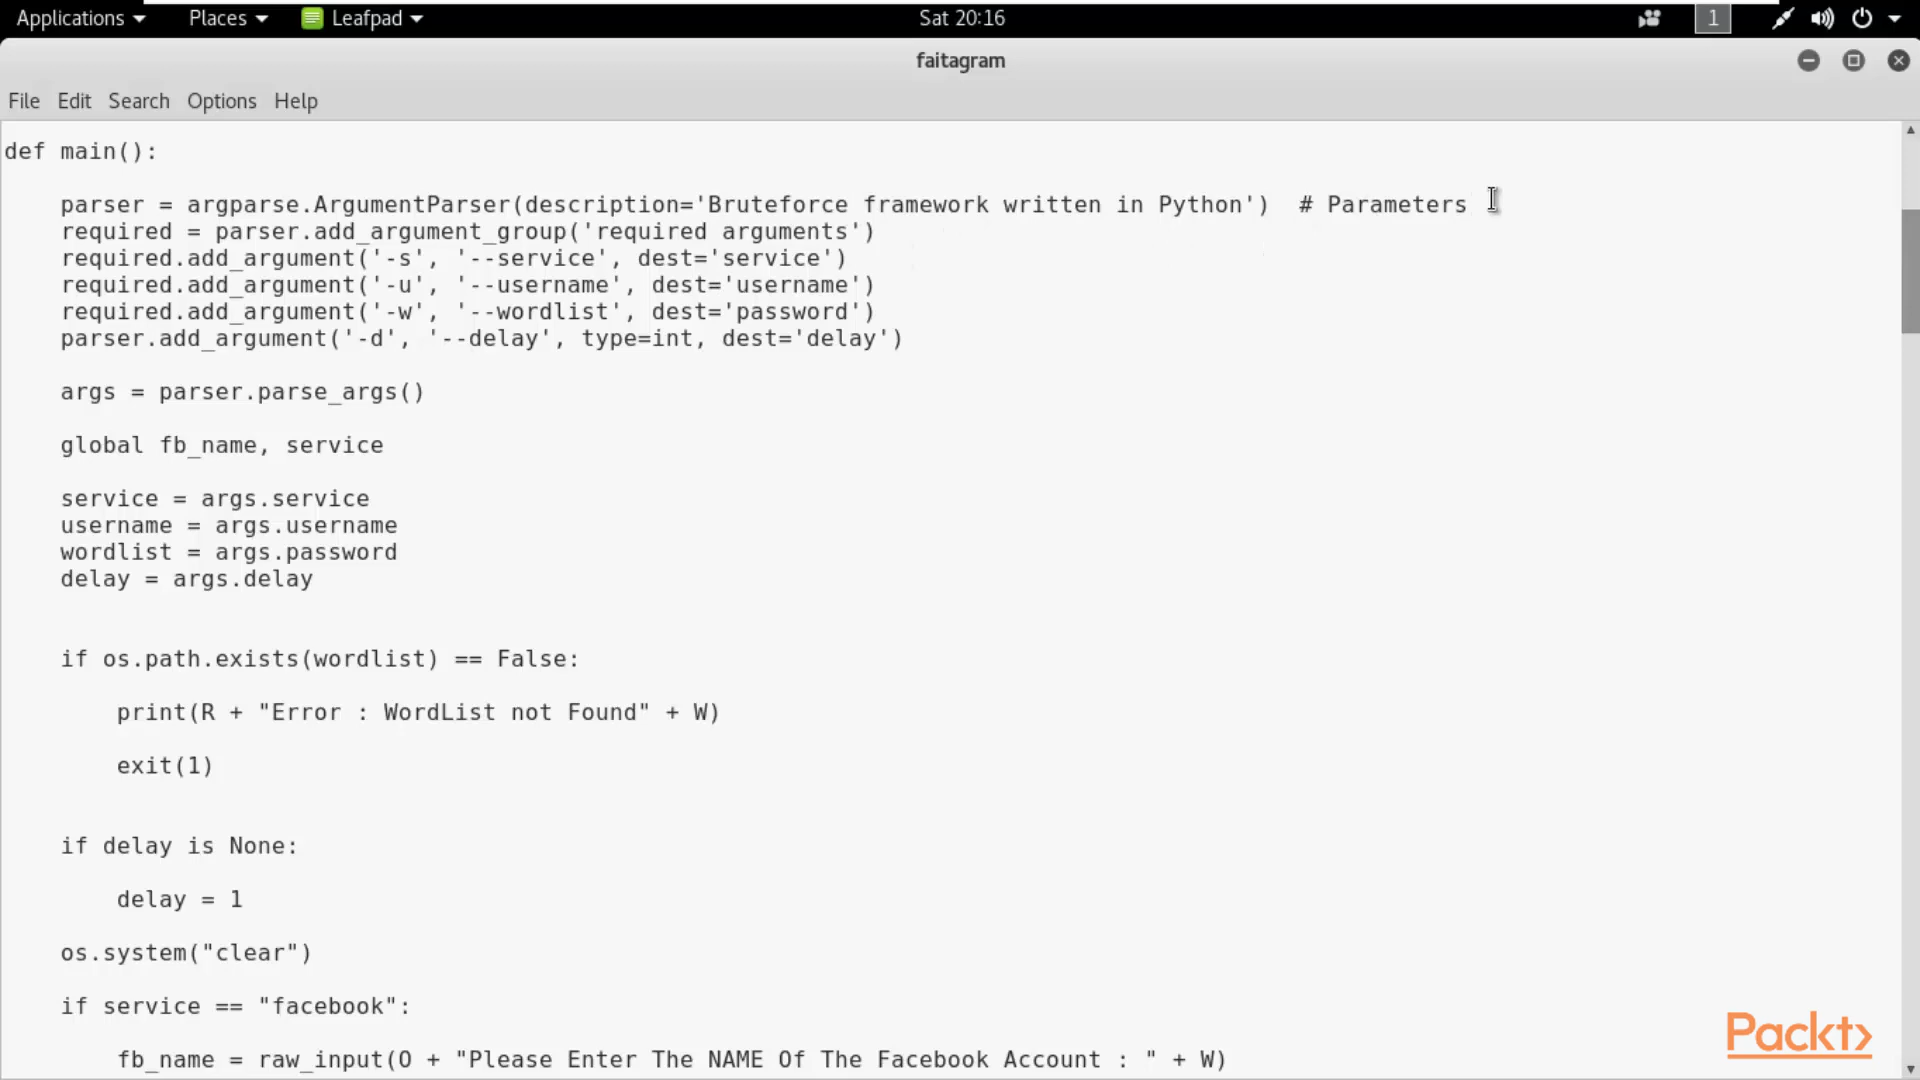 Applications Places Leafpad Sat 20:16 1
faitagram
File Edit Search Options Help
def main():
parser = argparse.ArgumentParser(description='Bruteforce framework written in Python')  # Parameters
required = parser.add_argument_group('required arguments')
required.add_argument('-s', '--service', dest='service')
required.add_argument('-u', '--username', dest='username')
required.add_argument('-w', '--wordlist', dest='password')
parser.add_argument('-d', '--delay', type=int, dest='delay')
args = parser.parse_args()
global fb_name, service
service = args.service
username = args.username
wordlist = args.password
delay = args.delay
if os.path.exists(wordlist) == False:
print(R + "Error : WordList not Found" + W)
exit(1)
if delay is None:
delay = 1
os.system("clear")
if service == "facebook":
fb_name = raw_input(O + "Please Enter The NAME Of The Facebook Account : " + W)
Packt>